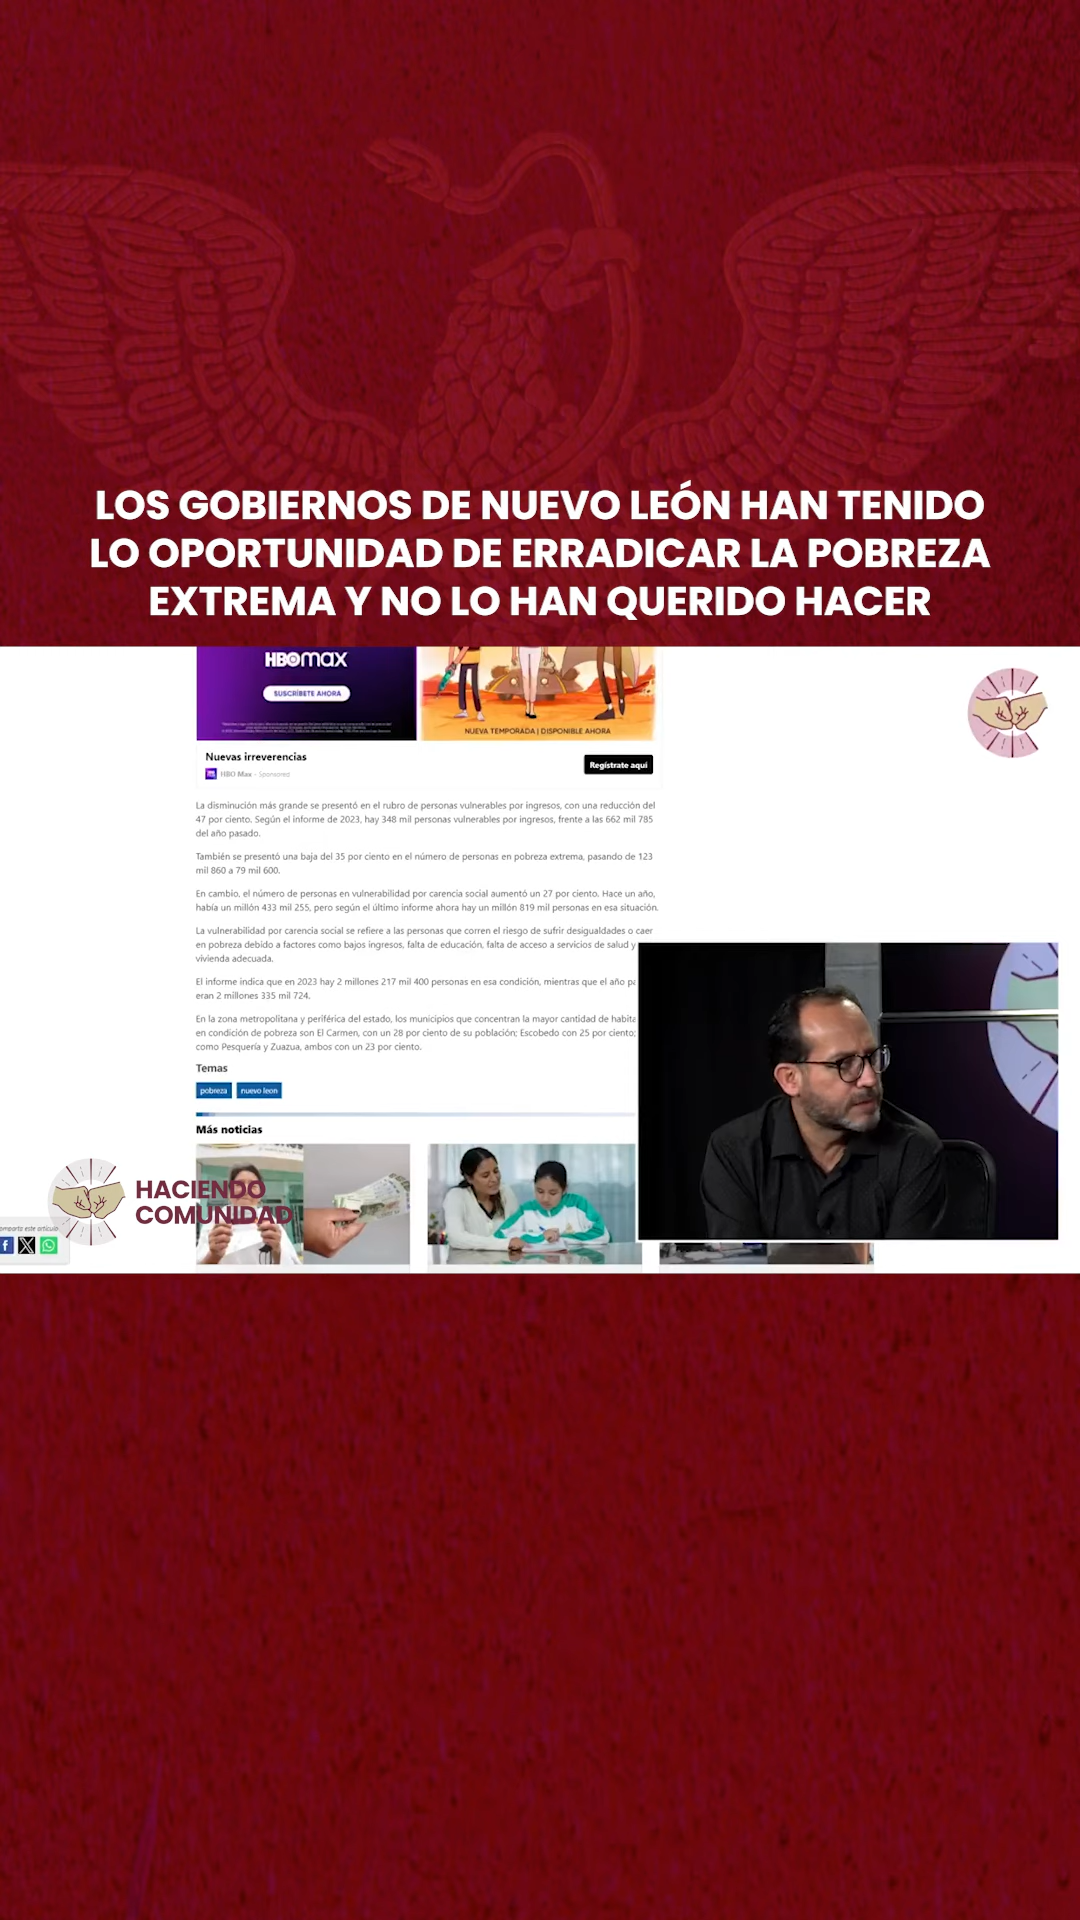 LOS GOBIERNOS DE NUEVO LEÓN HAN TENIDO
LO OPORTUNIDAD DE ERRADICAR LA POBREZA
EXTREMA Y NO LO HAN QUERIDO HACER
HBOmax
SUSCRÍBETE AHORA
NUEVA TEMPORADA | DISPONIBLE AHORA
Nuevas irreverencias
HBO Max - Sponsored
Regístrate aquí
La disminución más grande se presentó en el rubro de personas vulnerables por ingresos, con una reducción del
47 por ciento. Según el informe de 2023, hay 348 mil personas vulnerables por ingresos, frente a las 662 mil 785
del año pasado.
También se presentó una baja del 35 por ciento en el número de personas en pobreza extrema, pasando de 123
mil 860 a 79 mil 600.
En cambio, el número de personas en vulnerabilidad por carencia social aumentó un 27 por ciento. Hace un año,
había un millón 433 mil 255, pero según el último informe ahora hay un millón 819 mil personas en esa situación.
La vulnerabilidad por carencia social se refiere a las personas que corren el riesgo de sufrir desigualdades o caer
en pobreza debido a factores como bajos ingresos, falta de educación, falta de acceso a servicios de salud y
vivienda adecuada.
El informe indica que en 2023 hay 2 millones 217 mil 400 personas en esa condición, mientras que el año pa
eran 2 millones 335 mil 724.
En la zona metropolitana y periférica del estado, los municipios que concentran la mayor cantidad de habita
en condición de pobreza son El Carmen, con un 28 por ciento de su población; Escobedo con 25 por ciento;
como Pesquería y Zuazua, ambos con un 23 por ciento.
Temas
pobreza nuevo leon
Más noticias
HACIENDO
COMUNIDAD
omparta este artículo